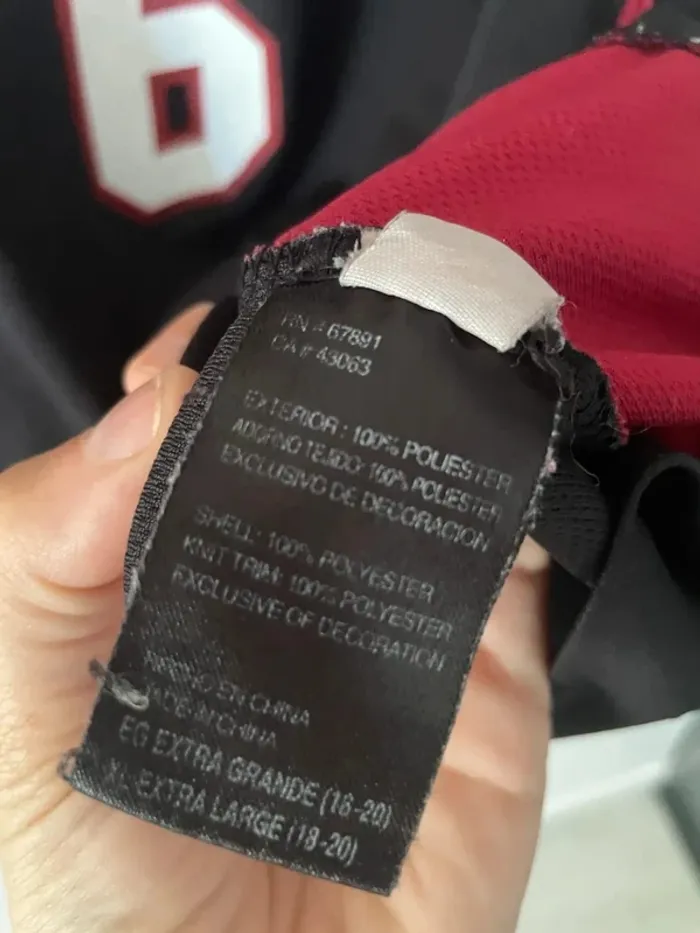 6
RN # 67891
CA # 43063
EXTERIOR: 100% POLIESTER
ADORNO TEJIDO: 100% POLIESTER
EXCLUSIVO DE DECORACION
SHELL: 100% POLYESTER
KNIT TRIM: 100% POLYESTER
EXCLUSIVE OF DECORATION
HECHO EN CHINA
MADE IN CHINA
EG EXTRA GRANDE (18-20)
XL-EXTRA LARGE (18-20)